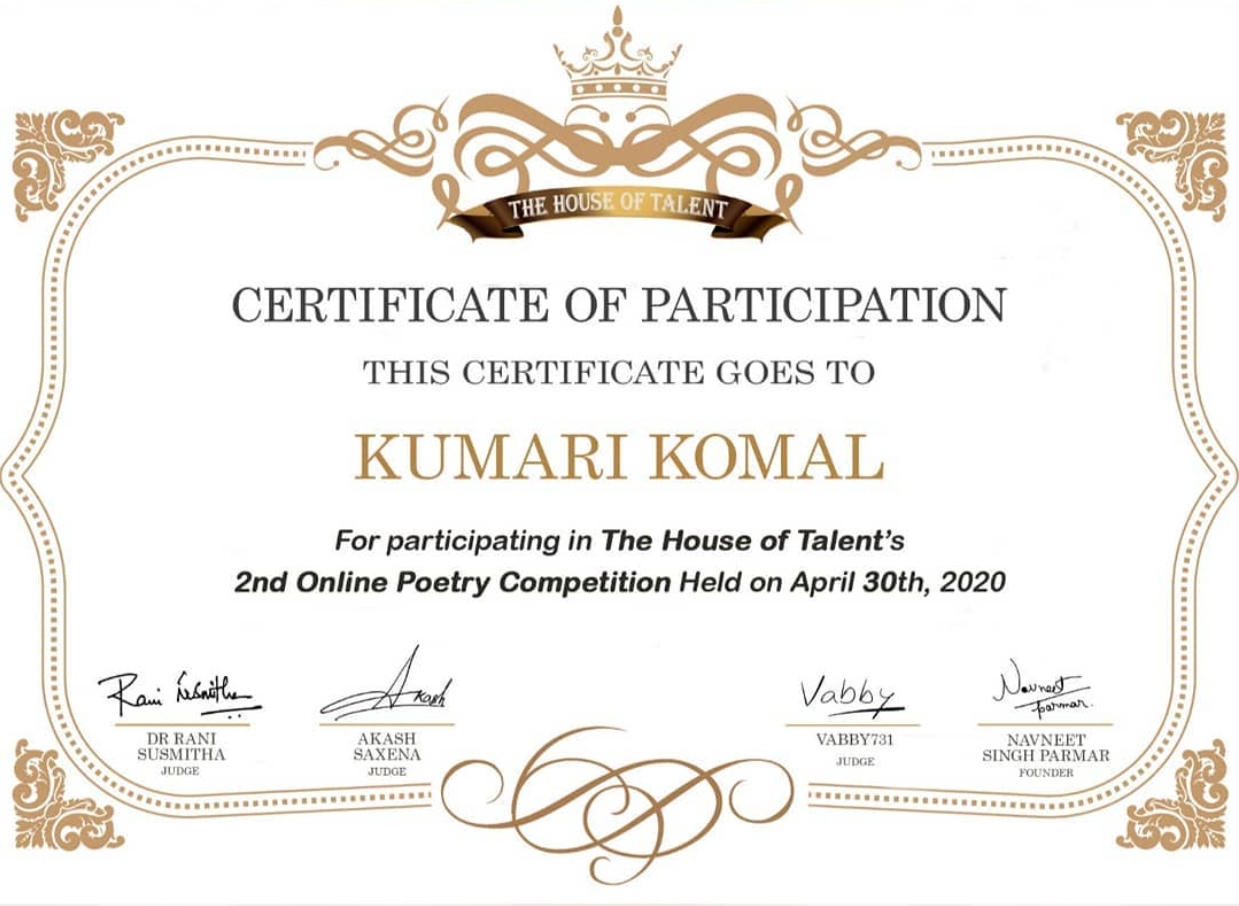 THE HOUSE OF TALENT
CERTIFICATE OF PARTICIPATION
THIS CERTIFICATE GOES TO
KUMARI KOMAL
For participating in The House of Talent's
2nd Online Poetry Competition Held on April 30th, 2020
Rani Susmitha
Akash
Vabby
Navneet
parmar.
DR RANI
SUSMITHA
JUDGE
AKASH
SAXENA
JUDGE
VABBY731
JUDGE
NAVNEET
SINGH PARMAR
FOUNDER